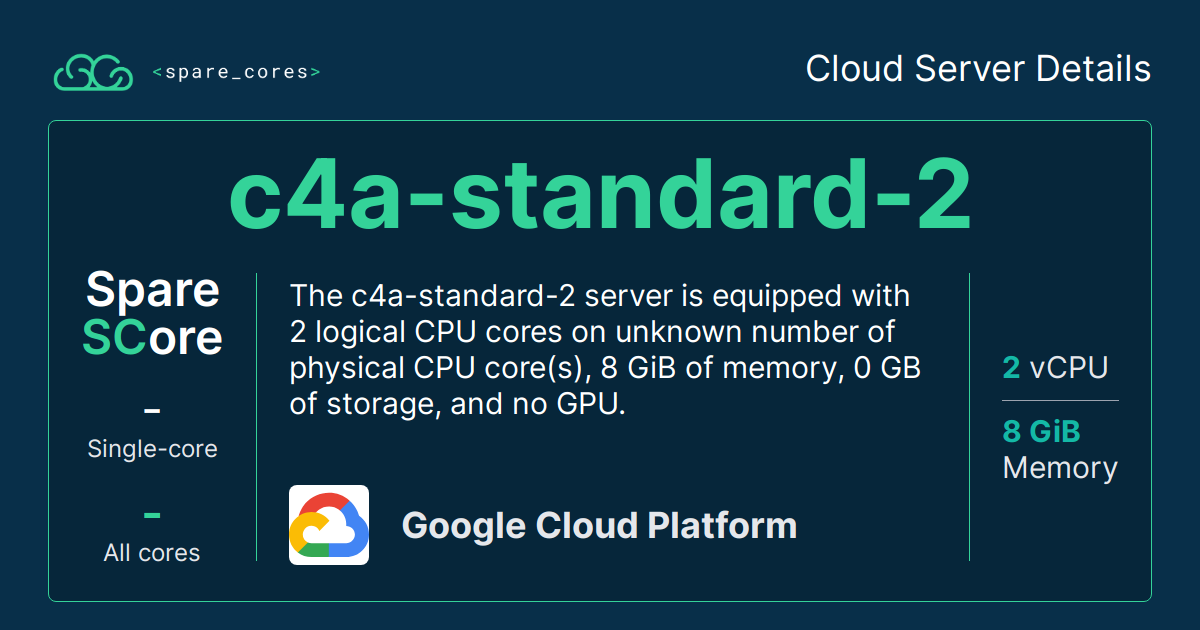 <spare_cores>
Cloud Server Details
c4a-standard-2
Spare
SCore
–
Single-core
–
All cores
The c4a-standard-2 server is equipped with
2 logical CPU cores on unknown number of
physical CPU core(s), 8 GiB of memory, 0 GB
of storage, and no GPU.
Google Cloud Platform
2 vCPU
8 GiB
Memory